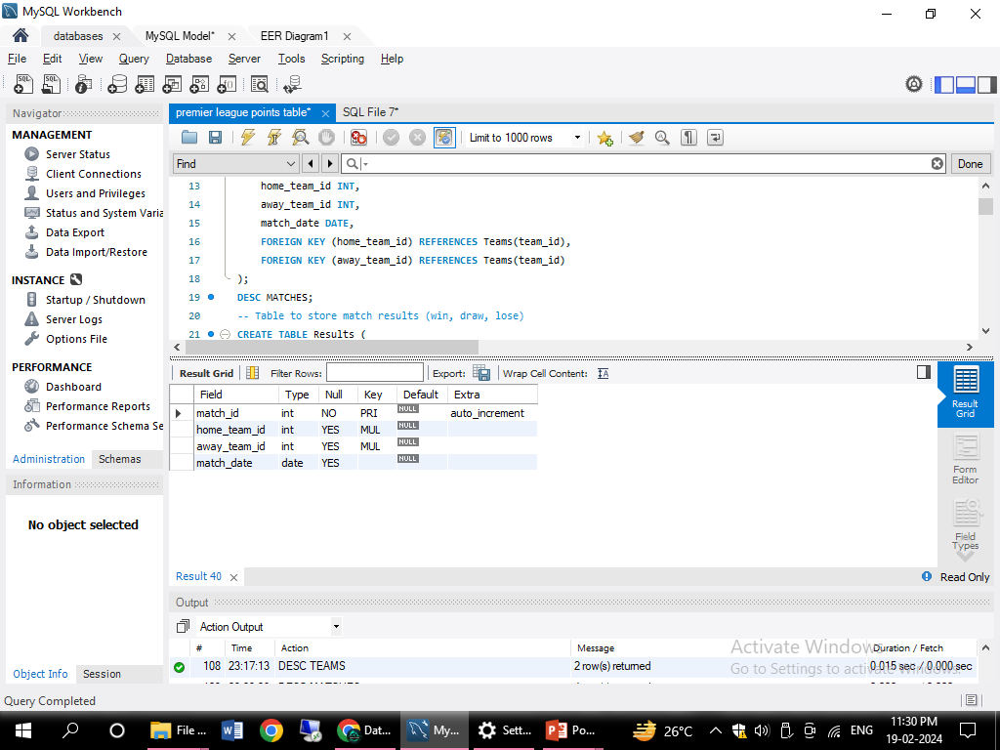 MySQL Workbench
databases
MySQL Model*
EER Diagram1
File Edit View Query Database Server Tools Scripting Help
Navigator
MANAGEMENT
Server Status
Client Connections
Users and Privileges
Status and System Varia
Data Export
Data Import/Restore
INSTANCE
Startup / Shutdown
Server Logs
Options File
PERFORMANCE
Dashboard
Performance Reports
Performance Schema Se
Administration Schemas
Information
No object selected
Object Info Session
premier league points table* SQL File 7*
Limit to 1000 rows
Find Done
13 home_team_id INT,
14 away_team_id INT,
15 match_date DATE,
16 FOREIGN KEY (home_team_id) REFERENCES Teams(team_id),
17 FOREIGN KEY (away_team_id) REFERENCES Teams(team_id)
18 );
19 DESC MATCHES;
20 -- Table to store match results (win, draw, lose)
21 CREATE TABLE Results (
Result Grid Filter Rows: Export: Wrap Cell Content:
Field Type Null Key Default Extra
match_id int NO PRI NULL auto_increment
home_team_id int YES MUL NULL
away_team_id int YES MUL NULL
match_date date YES NULL
Result Grid
Form Editor
Field Types
Result 40
Read Only
Output
Action Output
# Time Action Message Duration / Fetch
108 23:17:13 DESC TEAMS 2 row(s) returned 0.015 sec / 0.000 sec
Activate Windows
Go to Settings to activate Windows.
Query Completed
File ... Dat... My... Sett... Po... 26°C ENG 11:30 PM
19-02-2024